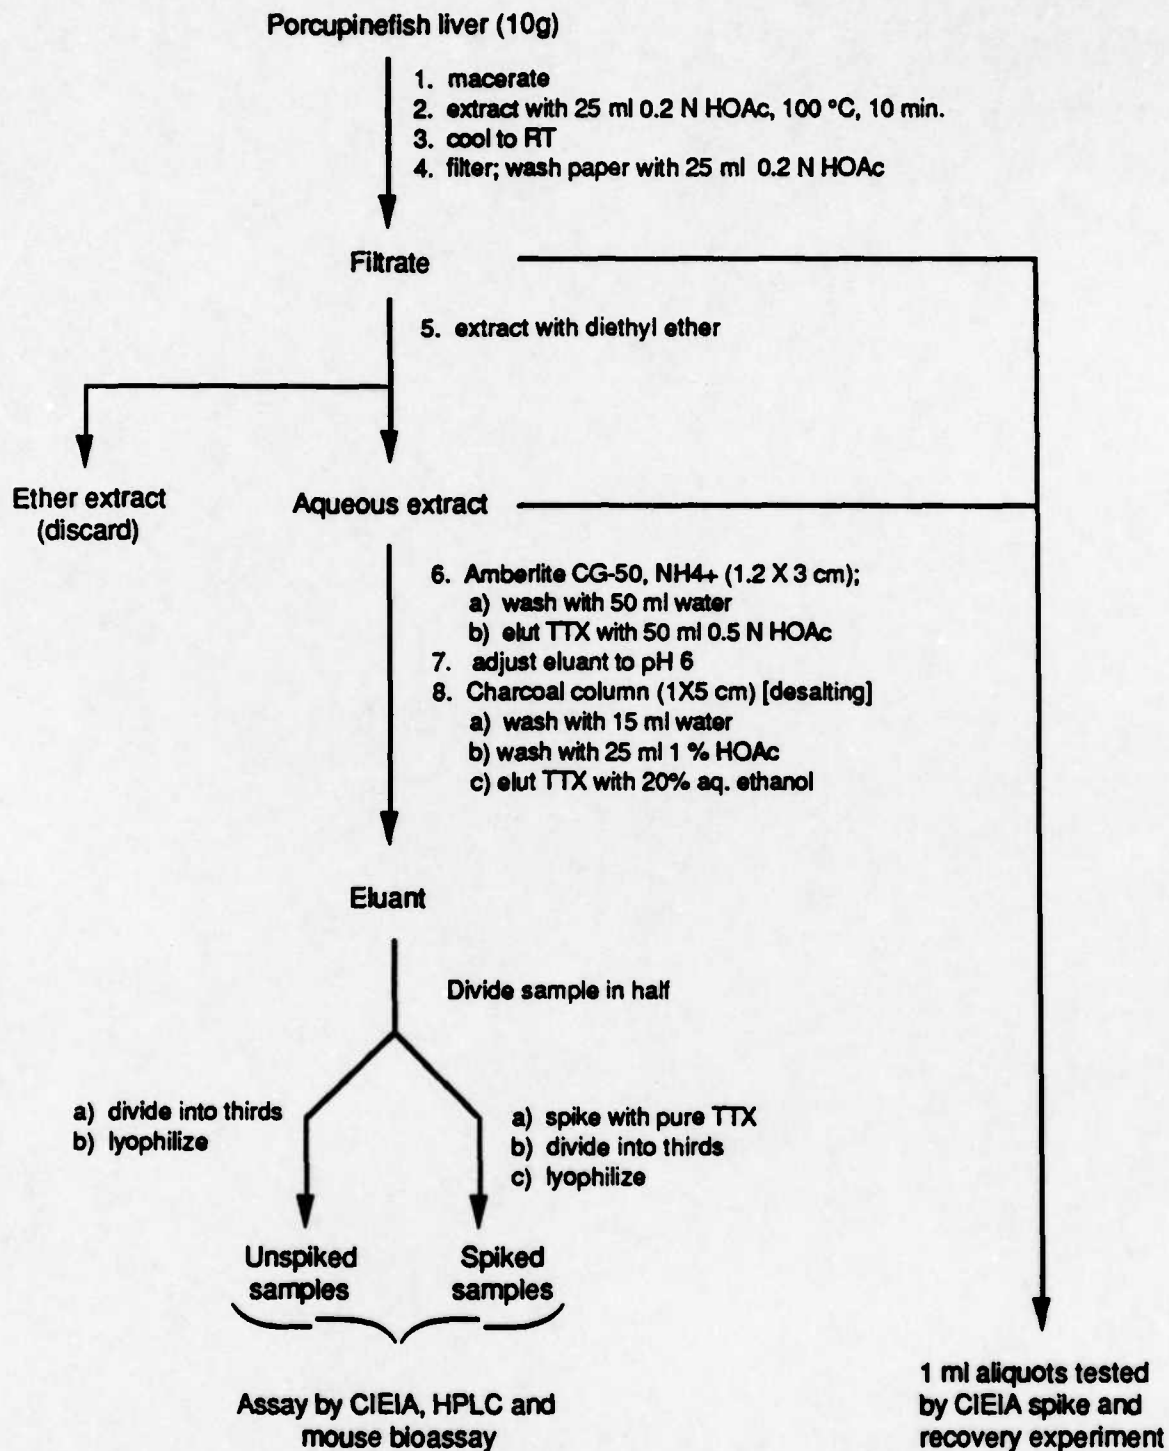 Porcupinefish liver (10g)
1. macerate
2. extract with 25 ml 0.2 N HOAc, 100 °C, 10 min.
3. cool to RT
4. filter; wash paper with 25 ml 0.2 N HOAc
Filtrate
5. extract with diethyl ether
Ether extract
(discard)
Aqueous extract
6. Amberlite CG-50, NH4+ (1.2 X 3 cm);
a) wash with 50 ml water
b) elut TTX with 50 ml 0.5 N HOAc
7. adjust eluant to pH 6
8. Charcoal column (1X5 cm) [desalting]
a) wash with 15 ml water
b) wash with 25 ml 1 % HOAc
c) elut TTX with 20% aq. ethanol
Eluant
Divide sample in half
a) divide into thirds
b) lyophilize
a) spike with pure TTX
b) divide into thirds
c) lyophilize
Unspiked
samples
Spiked
samples
Assay by CIEIA, HPLC and
mouse bioassay
1 ml aliquots tested
by CIEIA spike and
recovery experiment